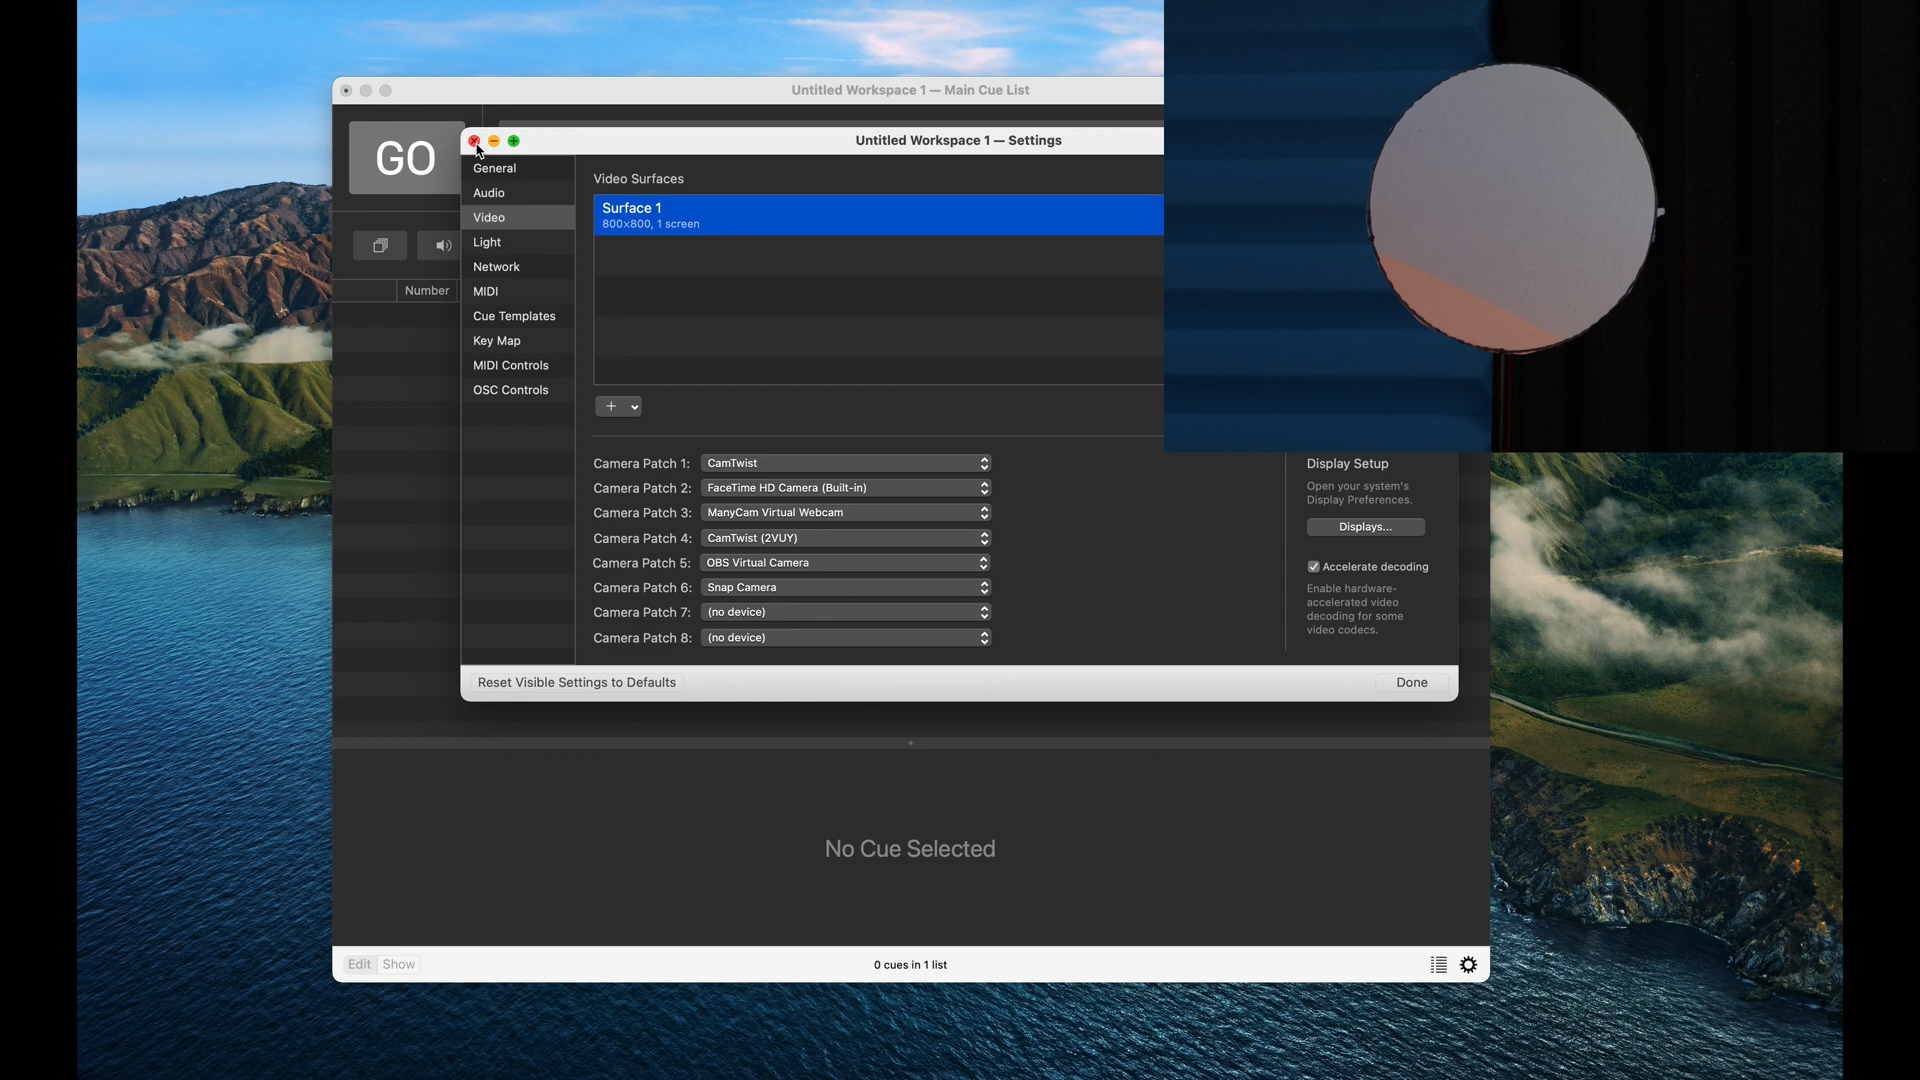 Untitled Workspace 1 — Main Cue List
GO
Number
Untitled Workspace 1 — Settings
General
Audio
Video
Light
Network
MIDI
Cue Templates
Key Map
MIDI Controls
OSC Controls
Video Surfaces
Surface 1
800×800, 1 screen
Camera Patch 1: CamTwist
Camera Patch 2: FaceTime HD Camera (Built-in)
Camera Patch 3: ManyCam Virtual Webcam
Camera Patch 4: CamTwist (2VUY)
Camera Patch 5: OBS Virtual Camera
Camera Patch 6: Snap Camera
Camera Patch 7: (no device)
Camera Patch 8: (no device)
Display Setup
Open your system's
Display Preferences.
Displays...
Accelerate decoding
Enable hardware-
accelerated video
decoding for some
video codecs.
Reset Visible Settings to Defaults
Done
No Cue Selected
Edit Show
0 cues in 1 list